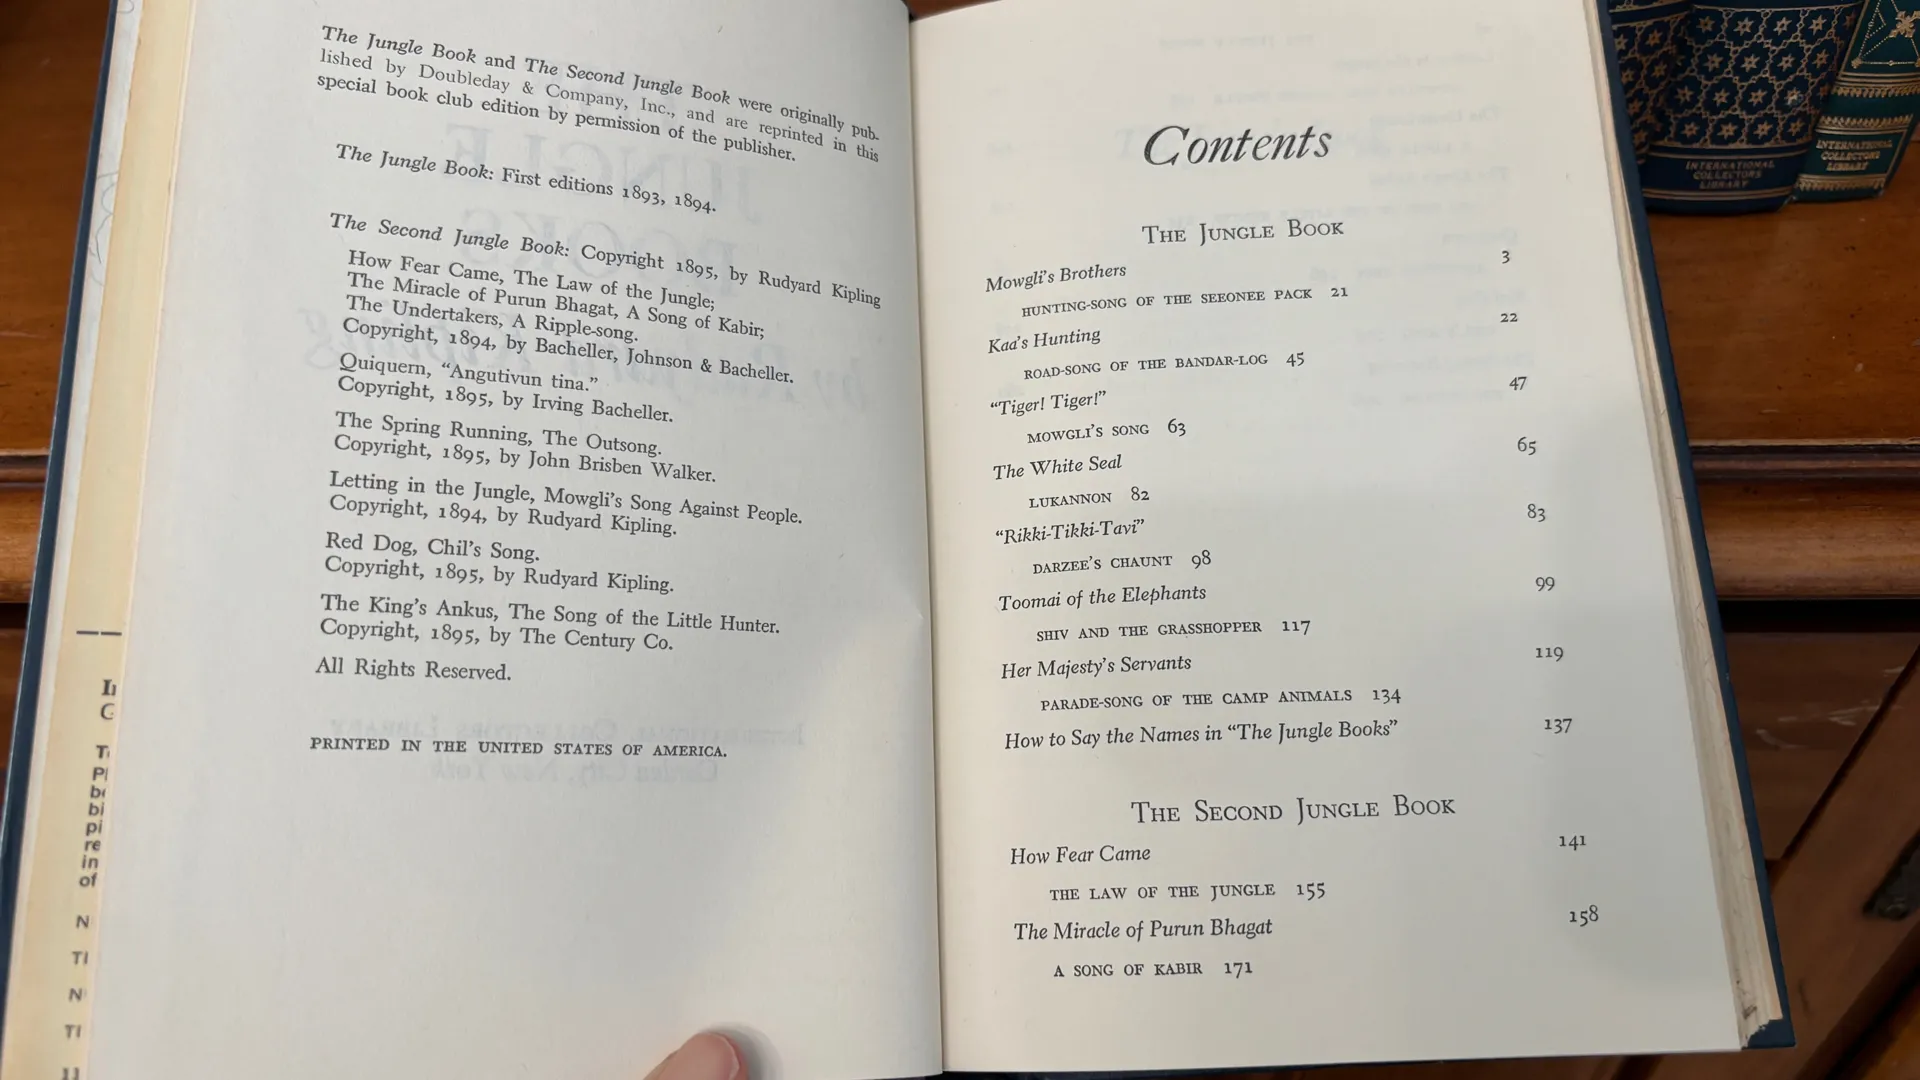 The Jungle Book and The Second Jungle Book were originally pub-
lished by Doubleday & Company, Inc., and are reprinted in this
special book club edition by permission of the publisher.
The Jungle Book: First editions 1893, 1894.
The Second Jungle Book: Copyright 1895, by Rudyard Kipling
How Fear Came, The Law of the Jungle;
The Miracle of Purun Bhagat, A Song of Kabir;
The Undertakers, A Ripple-song.
Copyright, 1894, by Bacheller, Johnson & Bacheller.
Quiquern, "Angutivun tina."
Copyright, 1895, by Irving Bacheller.
The Spring Running, The Outsong.
Copyright, 1895, by John Brisben Walker.
Letting in the Jungle, Mowgli's Song Against People.
Copyright, 1894, by Rudyard Kipling.
Red Dog, Chil's Song.
Copyright, 1895, by Rudyard Kipling.
The King's Ankus, The Song of the Little Hunter.
Copyright, 1895, by The Century Co.
All Rights Reserved.
PRINTED IN THE UNITED STATES OF AMERICA.
Contents
THE JUNGLE BOOK
Mowgli's Brothers 3
HUNTING-SONG OF THE SEEONEE PACK 21
Kaa's Hunting 22
ROAD-SONG OF THE BANDAR-LOG 45
"Tiger! Tiger!" 47
MOWGLI'S SONG 63
The White Seal 65
LUKANNON 82
"Rikki-Tikki-Tavi" 83
DARZEE'S CHAUNT 98
Toomai of the Elephants 99
SHIV AND THE GRASSHOPPER 117
Her Majesty's Servants 119
PARADE-SONG OF THE CAMP ANIMALS 134
How to Say the Names in "The Jungle Books" 137
THE SECOND JUNGLE BOOK
How Fear Came 141
THE LAW OF THE JUNGLE 155
The Miracle of Purun Bhagat 158
A SONG OF KABIR 171
INTERNATIONAL
COLLECTORS
LIBRARY
INTERNATIONAL
COLLECTORS
LIBRARY